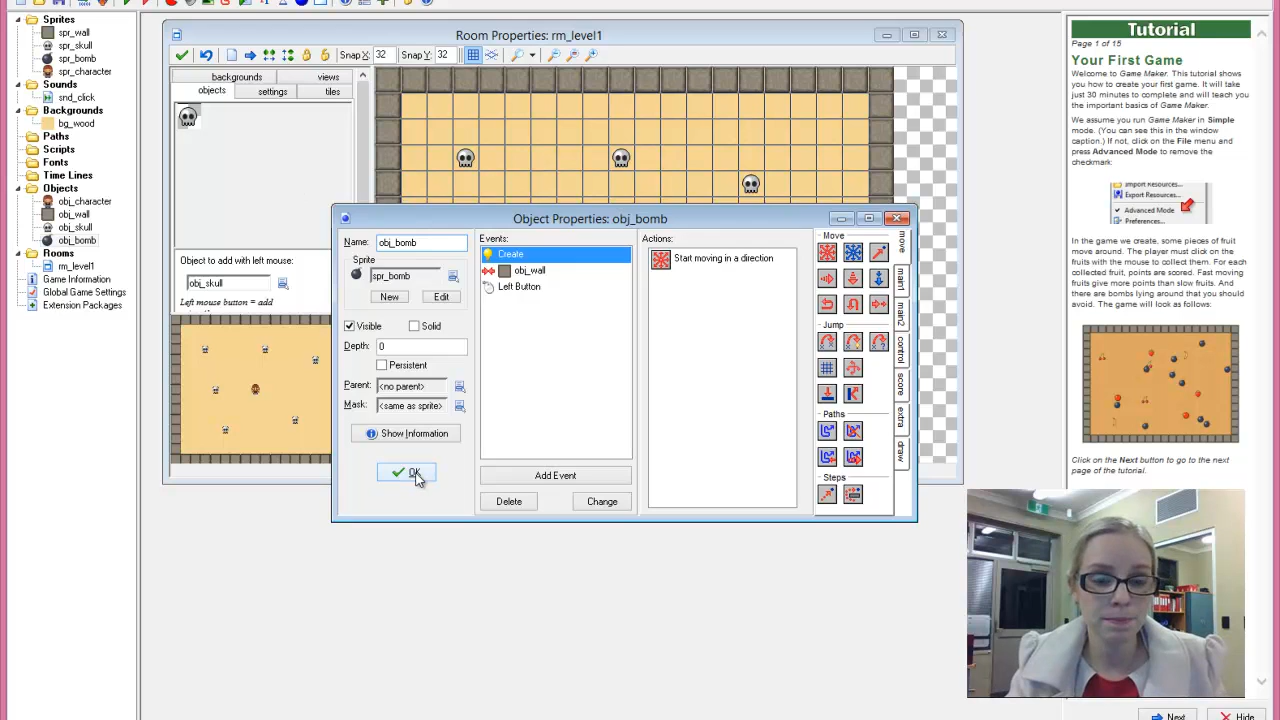 Sprites
spr_wall
spr_skull
spr_bomb
spr_character
Sounds
snd_click
Backgrounds
bg_wood
Paths
Scripts
Fonts
Time Lines
Objects
obj_character
obj_wall
obj_skull
obj_bomb
Rooms
rm_level1
Game Information
Global Game Settings
Extension Packages
Room Properties: rm_level1
Snap X: 32 Snap Y: 32
backgrounds views
objects settings tiles
Object to add with left mouse:
obj_skull
Left mouse button = add
Object Properties: obj_bomb
Name: obj_bomb
Sprite
spr_bomb
New Edit
Visible Solid
Depth: 0
Persistent
Parent: <no parent>
Mask: <same as sprite>
Show Information
OK
Events:
Create
obj_wall
Left Button
Add Event
Delete Change
Actions:
Start moving in a direction
Move
Jump
Paths
Steps
move
main1
main2
control
score
extra
draw
Tutorial
Page 1 of 15
Your First Game
Welcome to Game Maker. This tutorial shows
you how to create your first game. It will take
just 30 minutes to complete and will teach you
the important basics of Game Maker.
We assume you run Game Maker in Simple
mode. (You can see this in the window
caption.) If not, click on the File menu and
press Advanced Mode to remove the
checkmark:
Import Resources...
Export Resources...
Advanced Mode
Preferences...
In the game we create, some pieces of fruit
move around. The player must click on the
fruits with the mouse to collect them. For each
collected fruit, points are scored. Fast moving
fruits give more points than slow fruits. And
there are bombs lying around that you should
avoid. The game will look as follows:
Click on the Next button to go to the next
page of the tutorial.
Next Hide